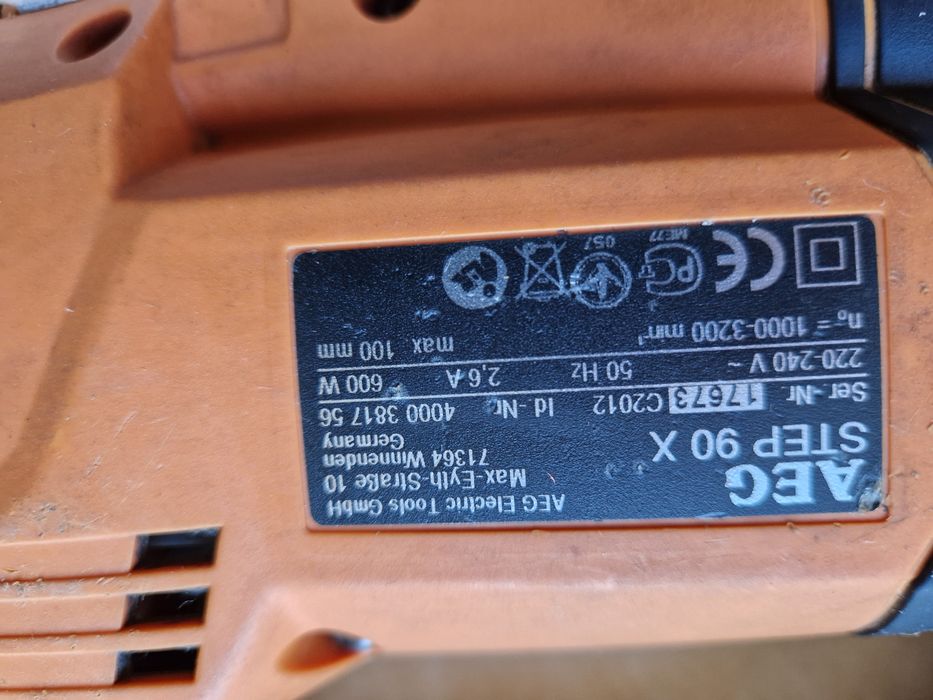 AEG
STEP 90 X
AEG Electric Tools GmbH
Max-Eyth-Straße 10
71364 Winnenden
Germany
Ser.-Nr. 17673 C2012 Id.-Nr. 4000 3817 56
220-240 V ~ 50 Hz 2,6 A 600 W
n₀ = 1000-3200 min⁻¹ max 100 mm
CE
PC
ME77
057